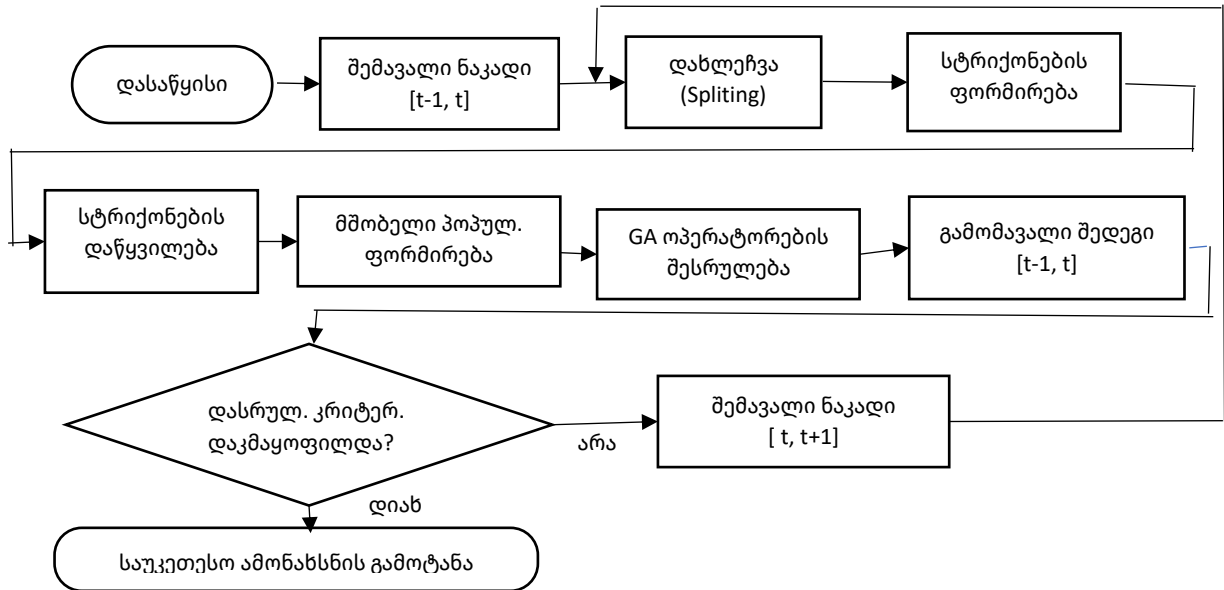 დასაწყისი
შემავალი ნაკადი
[t-1, t]
დახლეჩვა
(Spliting)
სტრიქონების
ფორმირება
სტრიქონების
დაწყვილება
მშობელი პოპულ.
ფორმირება
GA ოპერატორების
შესრულება
გამომავალი შედეგი
[t-1, t]
დასრულ. კრიტერ.
დაკმაყოფილდა?
არა
შემავალი ნაკადი
[ t, t+1]
დიახ
საუკეთესო ამონახსნის გამოტანა